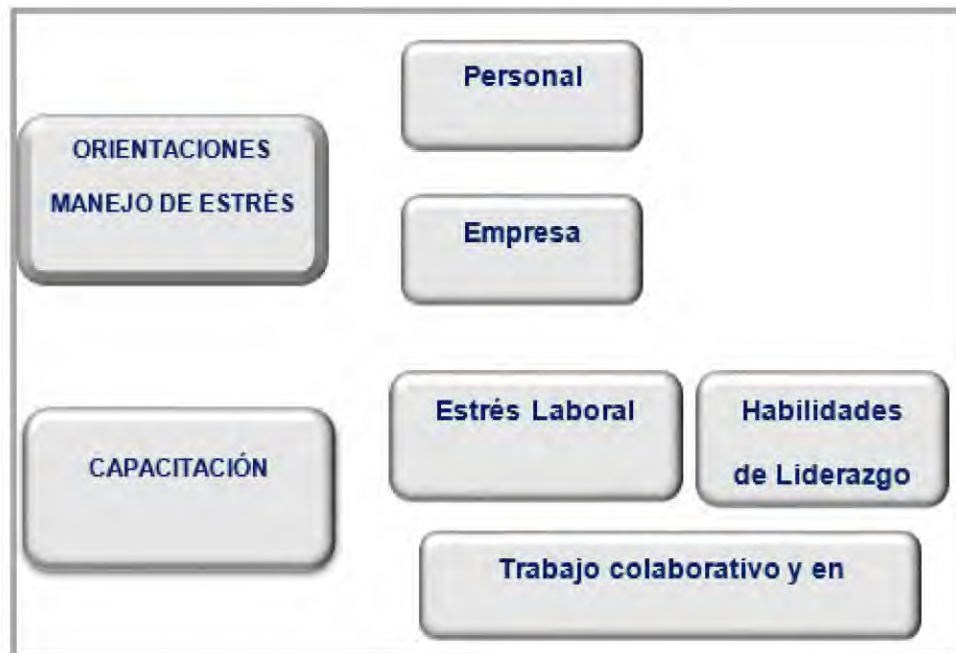 Personal
ORIENTACIONES
MANEJO DE ESTRÉS
Empresa
Estrés Laboral
Habilidades
de Liderazgo
CAPACITACIÓN
Trabajo colaborativo y en